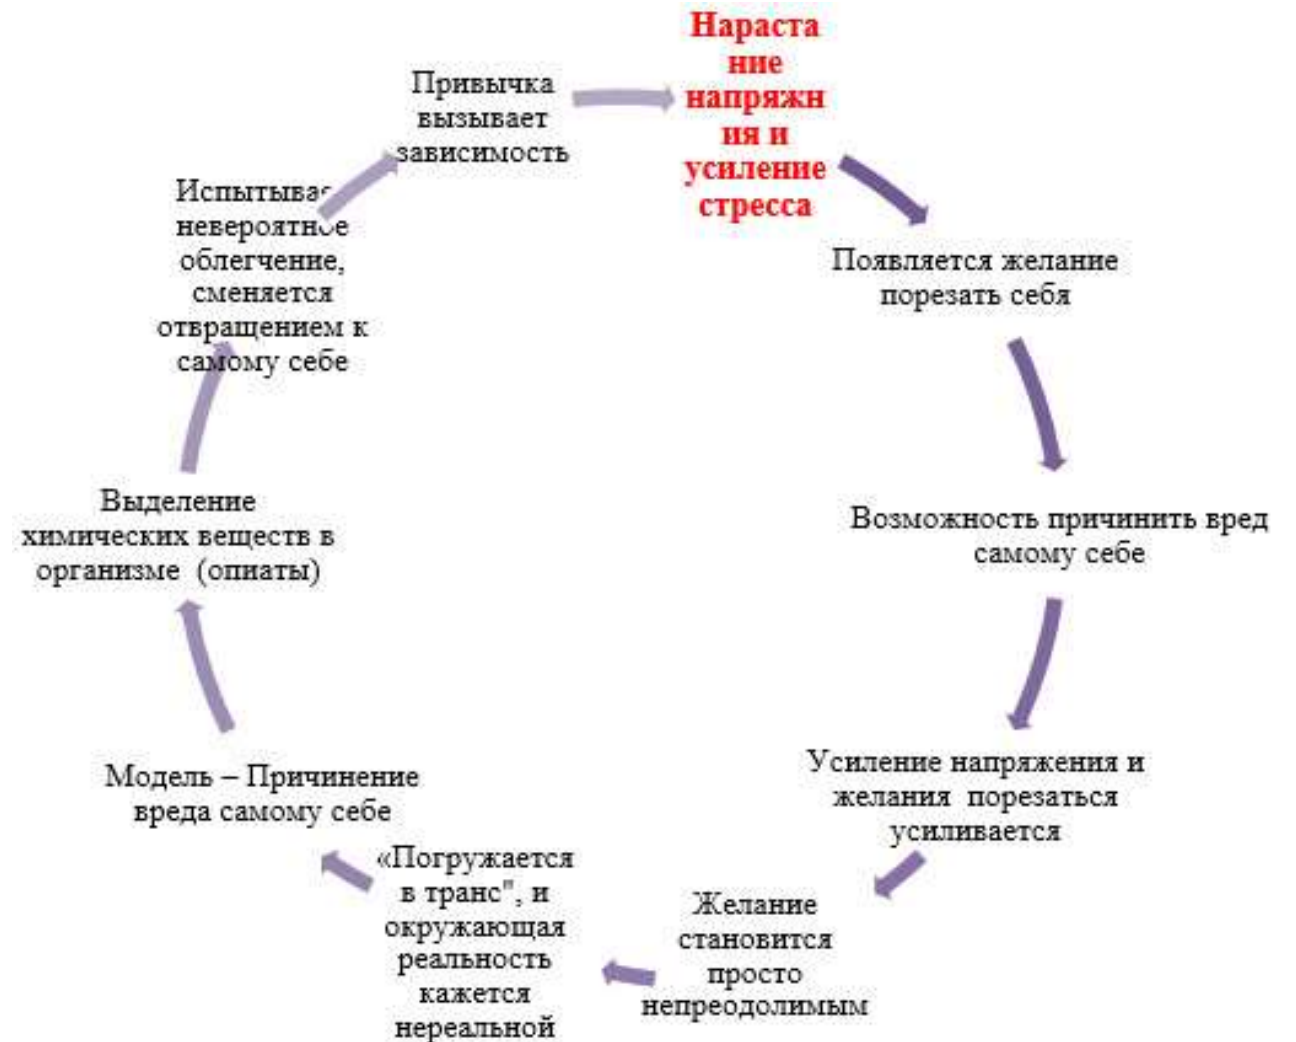 Нараста
ние
напряжн
ия и
усиление
стресса
Появляется желание
порезать себя
Возможность причинить вред
самому себе
Усиление напряжения и
желания порезаться
усиливается
Желание
становится
просто
непреодолимым
«Погружается
в транс", и
окружающая
реальность
кажется
нереальной
Модель – Причинение
вреда самому себе
Выделение
химических веществ в
организме (опиаты)
невероятное
облегчение,
сменяется
отвращением к
самому себе
Привычка
вызывает
зависимость